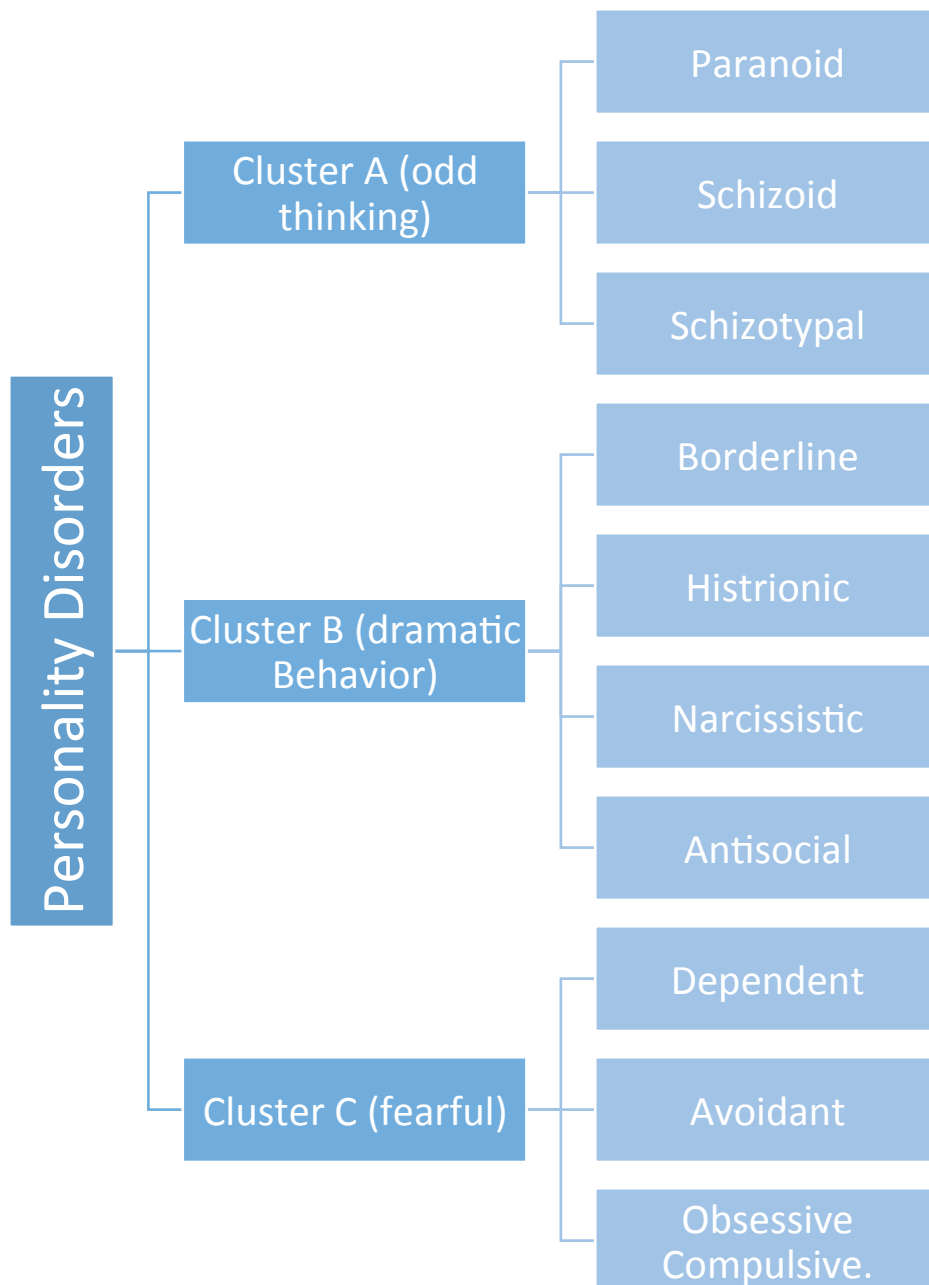 Personality Disorders
Cluster A (odd
thinking)
Paranoid
Schizoid
Schizotypal
Cluster B (dramatic
Behavior)
Borderline
Histrionic
Narcissistic
Antisocial
Cluster C (fearful)
Dependent
Avoidant
Obsessive
Compulsive.